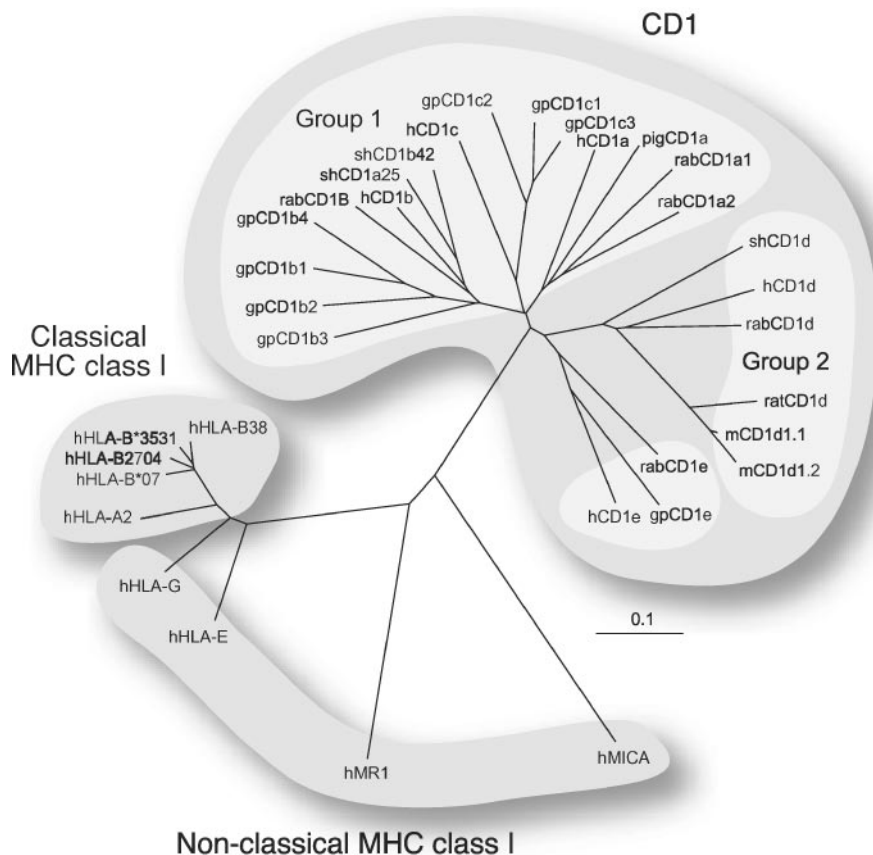 CD1
Group 1
gpCD1c2
gpCD1c1
gpCD1c3
hCD1c
hCD1a
pigCD1a
shCD1b42
rabCD1a1
shCD1a25
rabCD1B
hCD1b
rabCD1a2
gpCD1b4
shCD1d
gpCD1b1
hCD1d
gpCD1b2
rabCD1d
gpCD1b3
Classical
MHC class I
Group 2
ratCD1d
hHLA-B*3531
hHLA-B38
mCD1d1.1
hHLA-B2704
hHLA-B*07
rabCD1e
mCD1d1.2
hHLA-A2
hCD1e
gpCD1e
hHLA-G
0.1
hHLA-E
hMR1
hMICA
Non-classical MHC class I